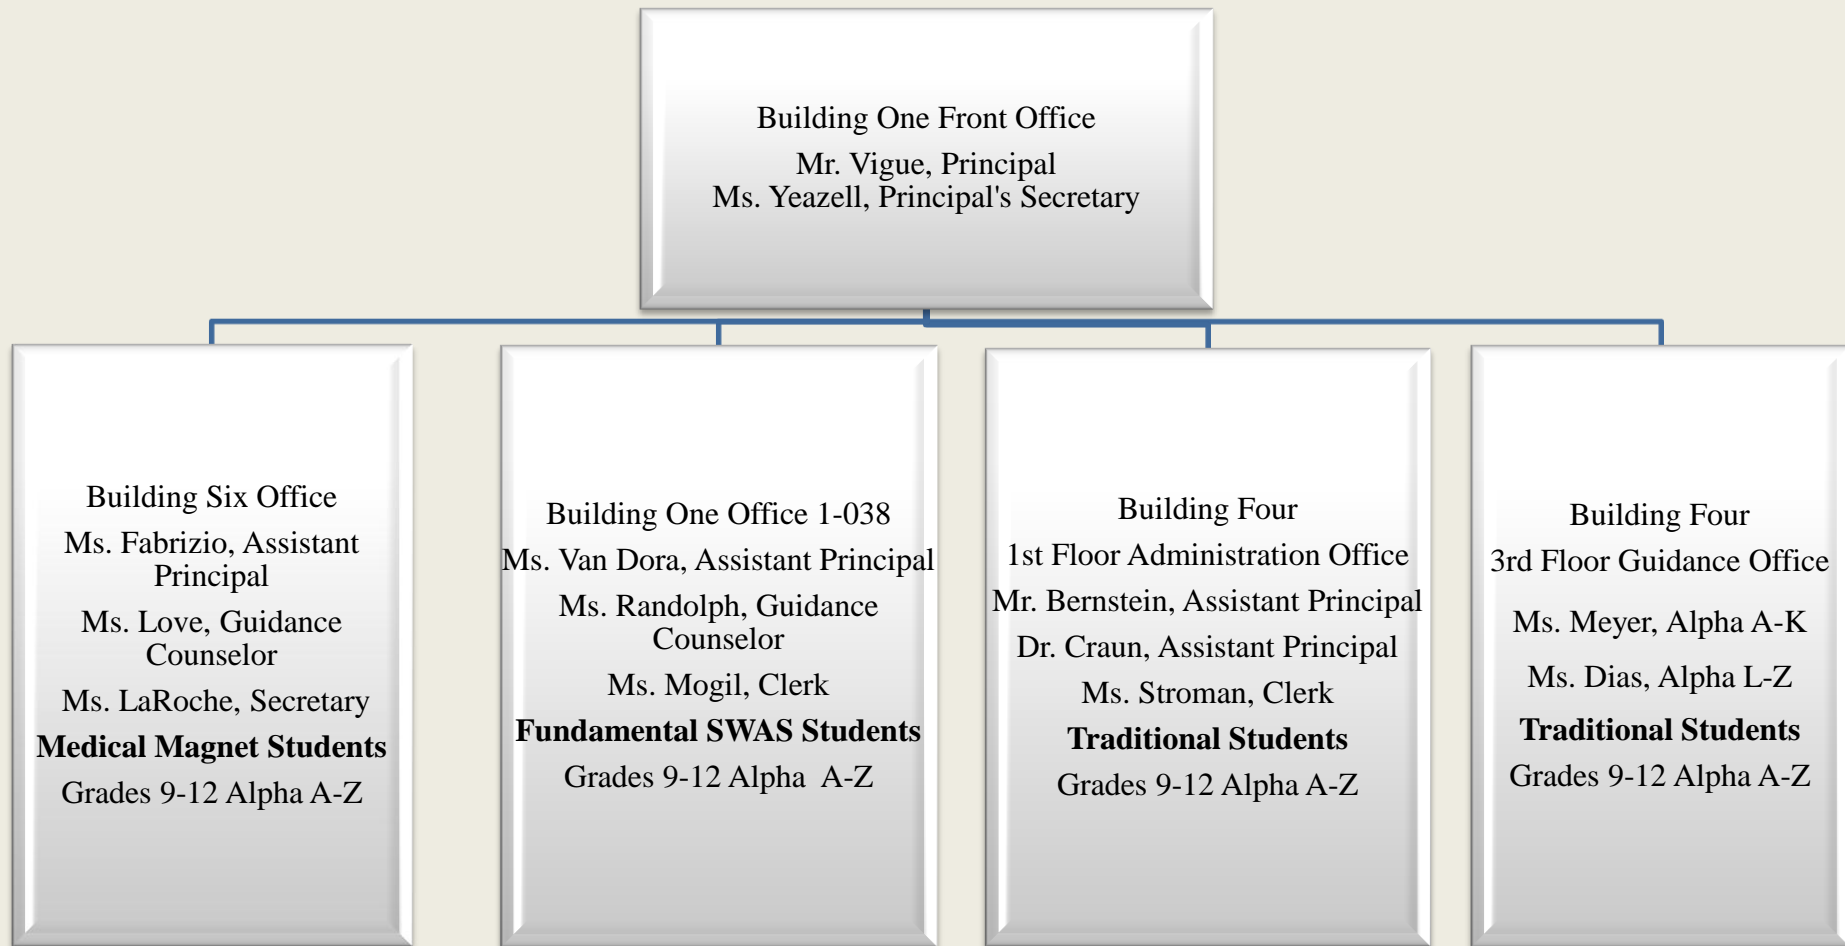 Building One Front Office
Mr. Vigue, Principal
Ms. Yeazell, Principal's Secretary
Building Six Office
Ms. Fabrizio, Assistant
Principal
Ms. Love, Guidance
Counselor
Ms. LaRoche, Secretary
Medical Magnet Students
Grades 9-12 Alpha A-Z
Building One Office 1-038
Ms. Van Dora, Assistant Principal
Ms. Randolph, Guidance
Counselor
Ms. Mogil, Clerk
Fundamental SWAS Students
Grades 9-12 Alpha  A-Z
Building Four
1st Floor Administration Office
Mr. Bernstein, Assistant Principal
Dr. Craun, Assistant Principal
Ms. Stroman, Clerk
Traditional Students
Grades 9-12 Alpha A-Z
Building Four
3rd Floor Guidance Office
Ms. Meyer, Alpha A-K
Ms. Dias, Alpha L-Z
Traditional Students
Grades 9-12 Alpha A-Z